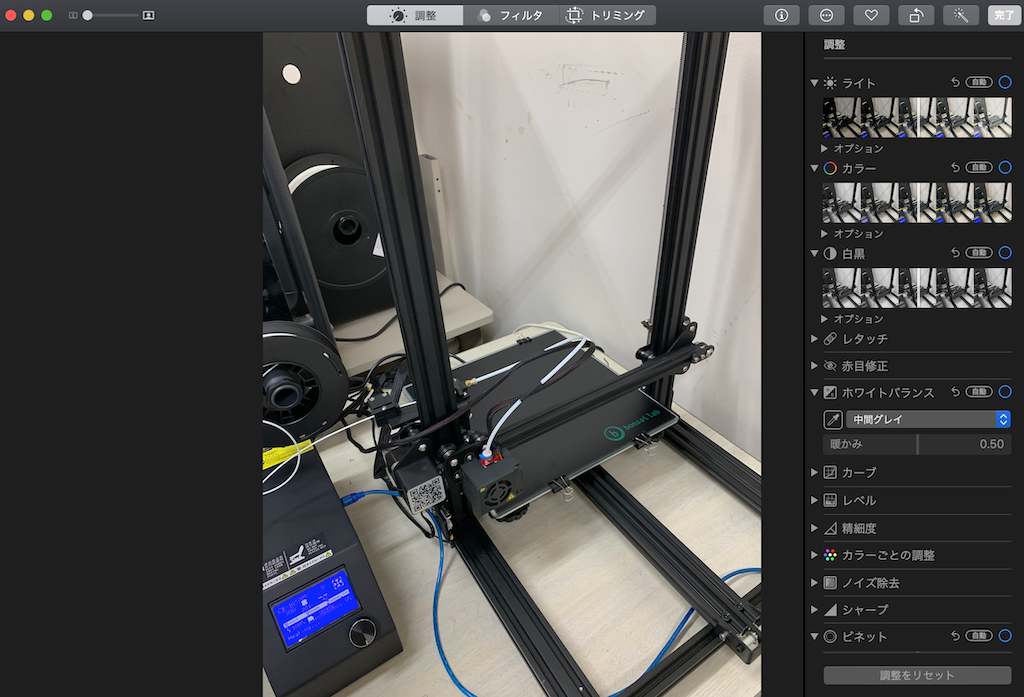 調整
フィルタ
トリミング
完了
調整
ライト
自動
オプション
カラー
自動
オプション
白黒
自動
オプション
レタッチ
赤目修正
ホワイトバランス
自動
中間グレイ
暖かみ
0.50
カーブ
レベル
精細度
カラーごとの調整
ノイズ除去
シャープ
ビネット
自動
調整をリセット
b bonsai lab